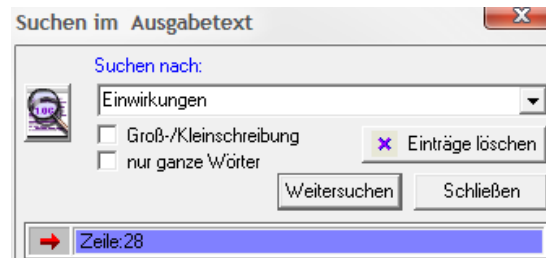 Suchen im Ausgabetext
Suchen nach:
Einwirkungen
Groß-/Kleinschreibung
nur ganze Wörter
Einträge löschen
Weitersuchen
Schließen
Zeile:28